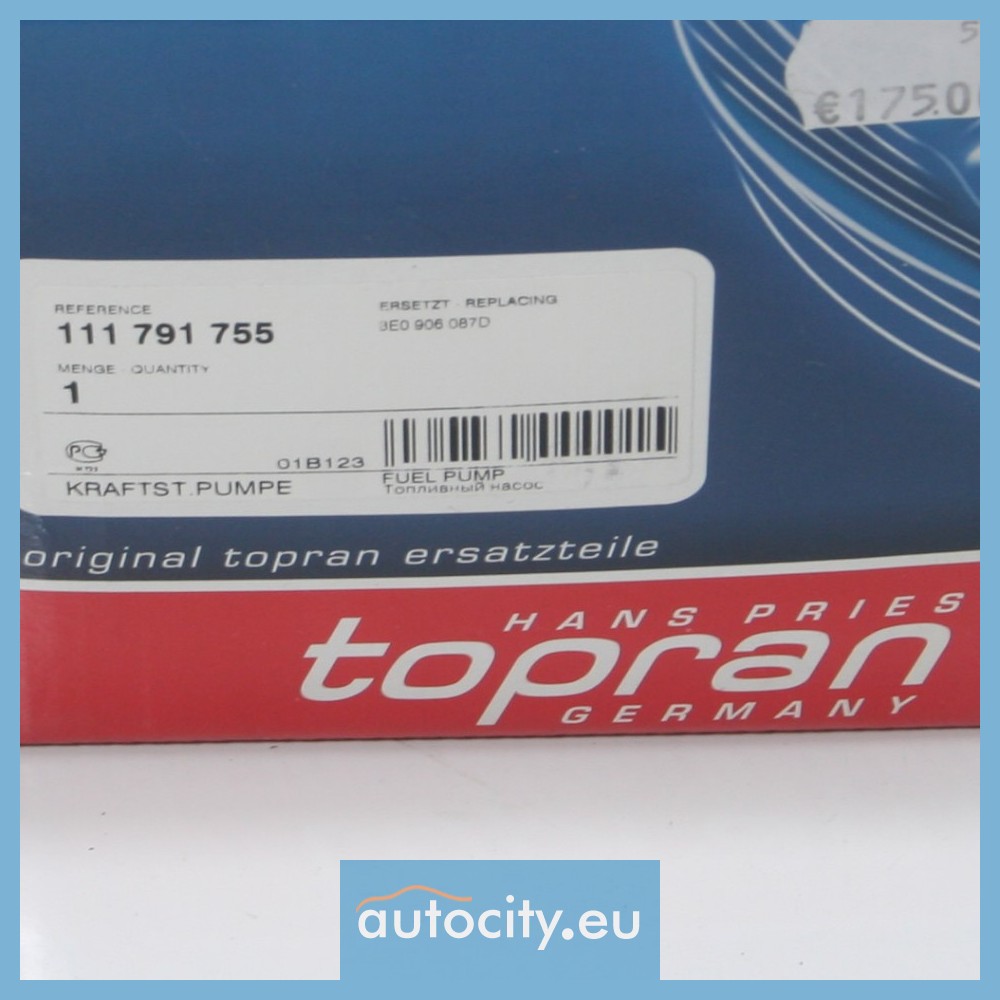 €175.0
REFERENCE
111 791 755
ERSETZT · REPLACING
3E0 906 087D
MENGE · QUANTITY
1
01B123
KRAFTST.PUMPE
FUEL PUMP
Топливный насос
original topran ersatzteile
HANS PRIES
topran
GERMANY
autocity.eu